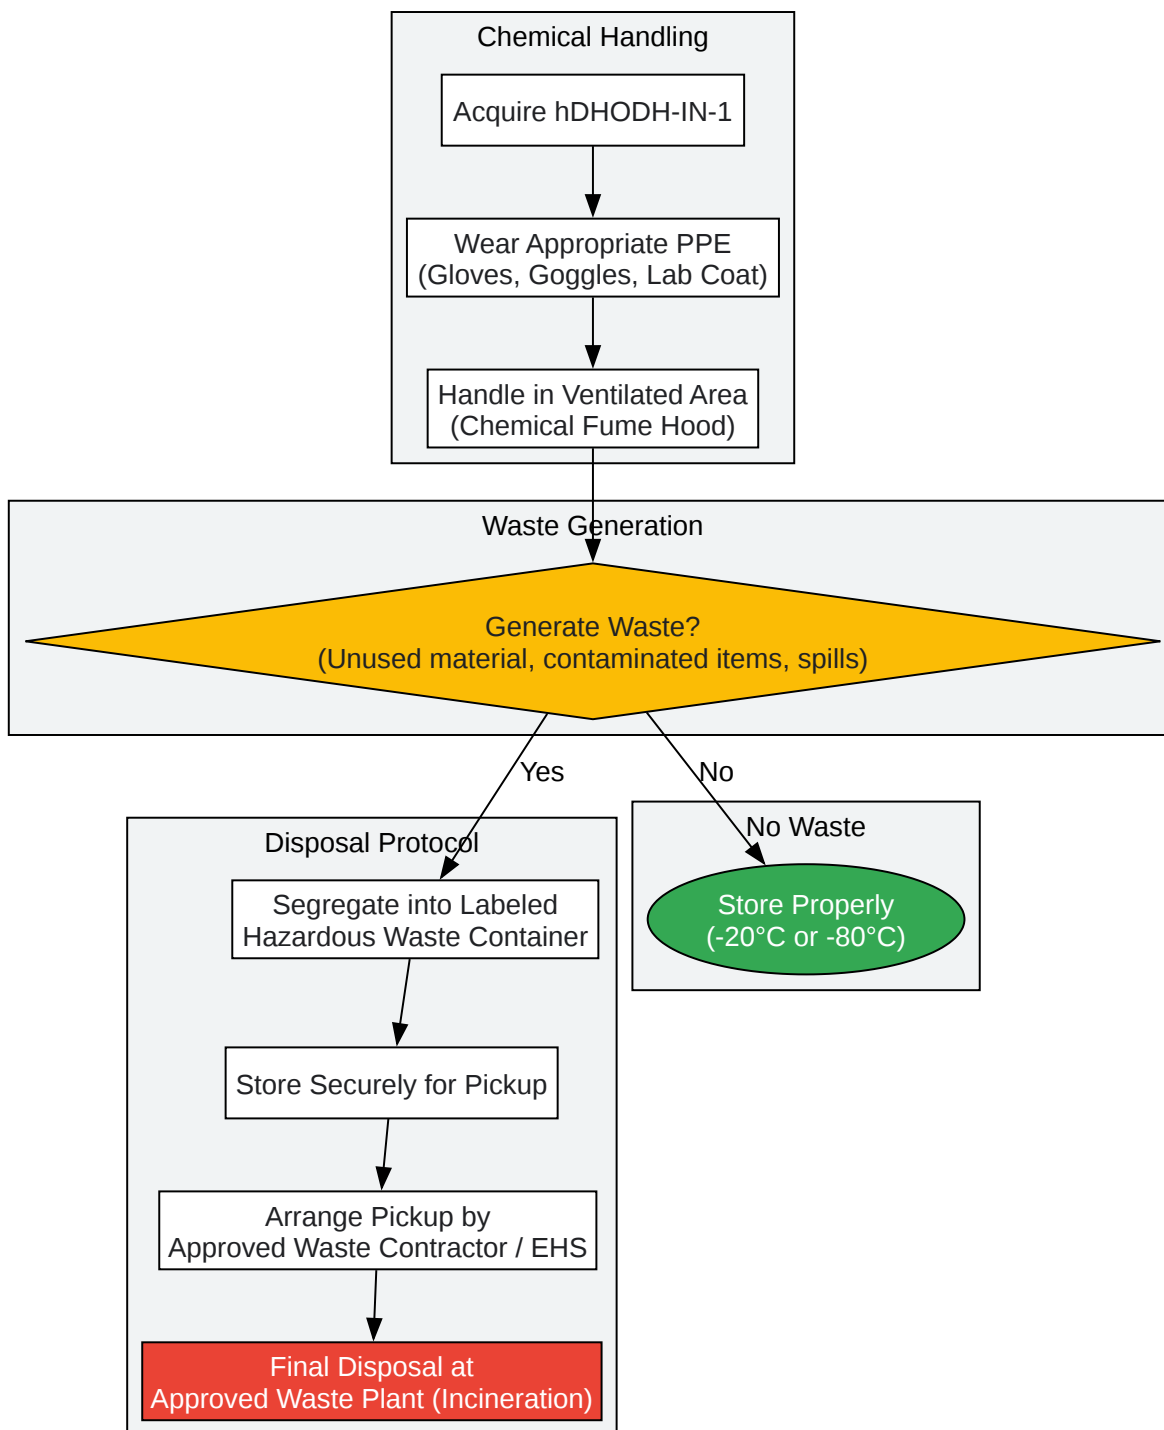 Chemical Handling
Acquire hDHODH-IN-1
Wear Appropriate PPE
(Gloves, Goggles, Lab Coat)
Handle in Ventilated Area
(Chemical Fume Hood)
Waste Generation
Generate Waste?
(Unused material, contaminated items, spills)
Yes
No
Disposal Protocol
Segregate into Labeled
Hazardous Waste Container
Store Securely for Pickup
Arrange Pickup by
Approved Waste Contractor / EHS
Final Disposal at
Approved Waste Plant (Incineration)
No Waste
Store Properly
(-20°C or -80°C)